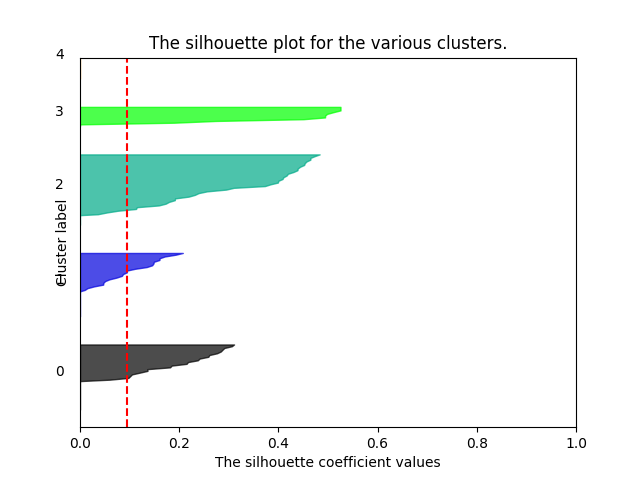 The silhouette plot for the various clusters.
4
3
2
0
Cluster label
0.0 0.2 0.4 0.6 0.8 1.0
The silhouette coefficient values